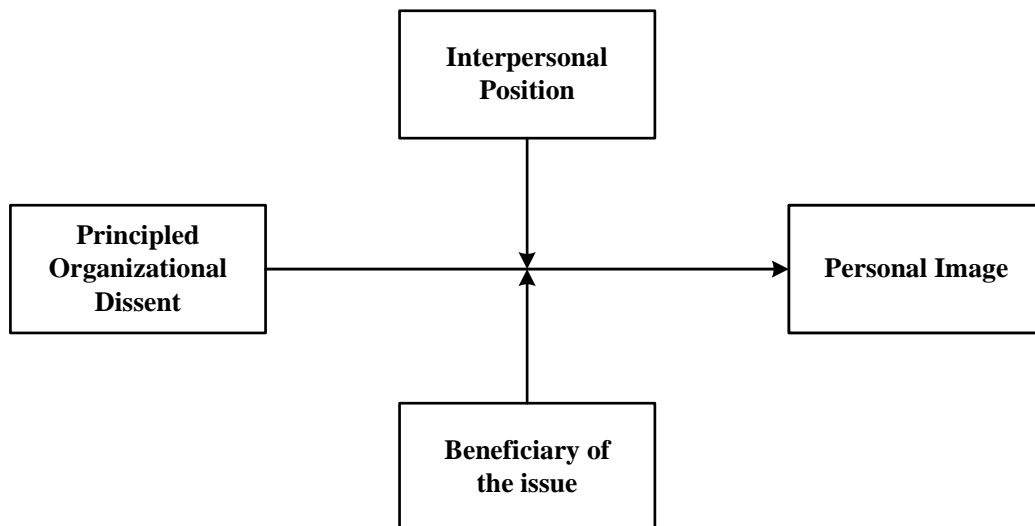 Interpersonal
Position
Principled
Organizational
Dissent
Personal Image
Beneficiary of
the issue